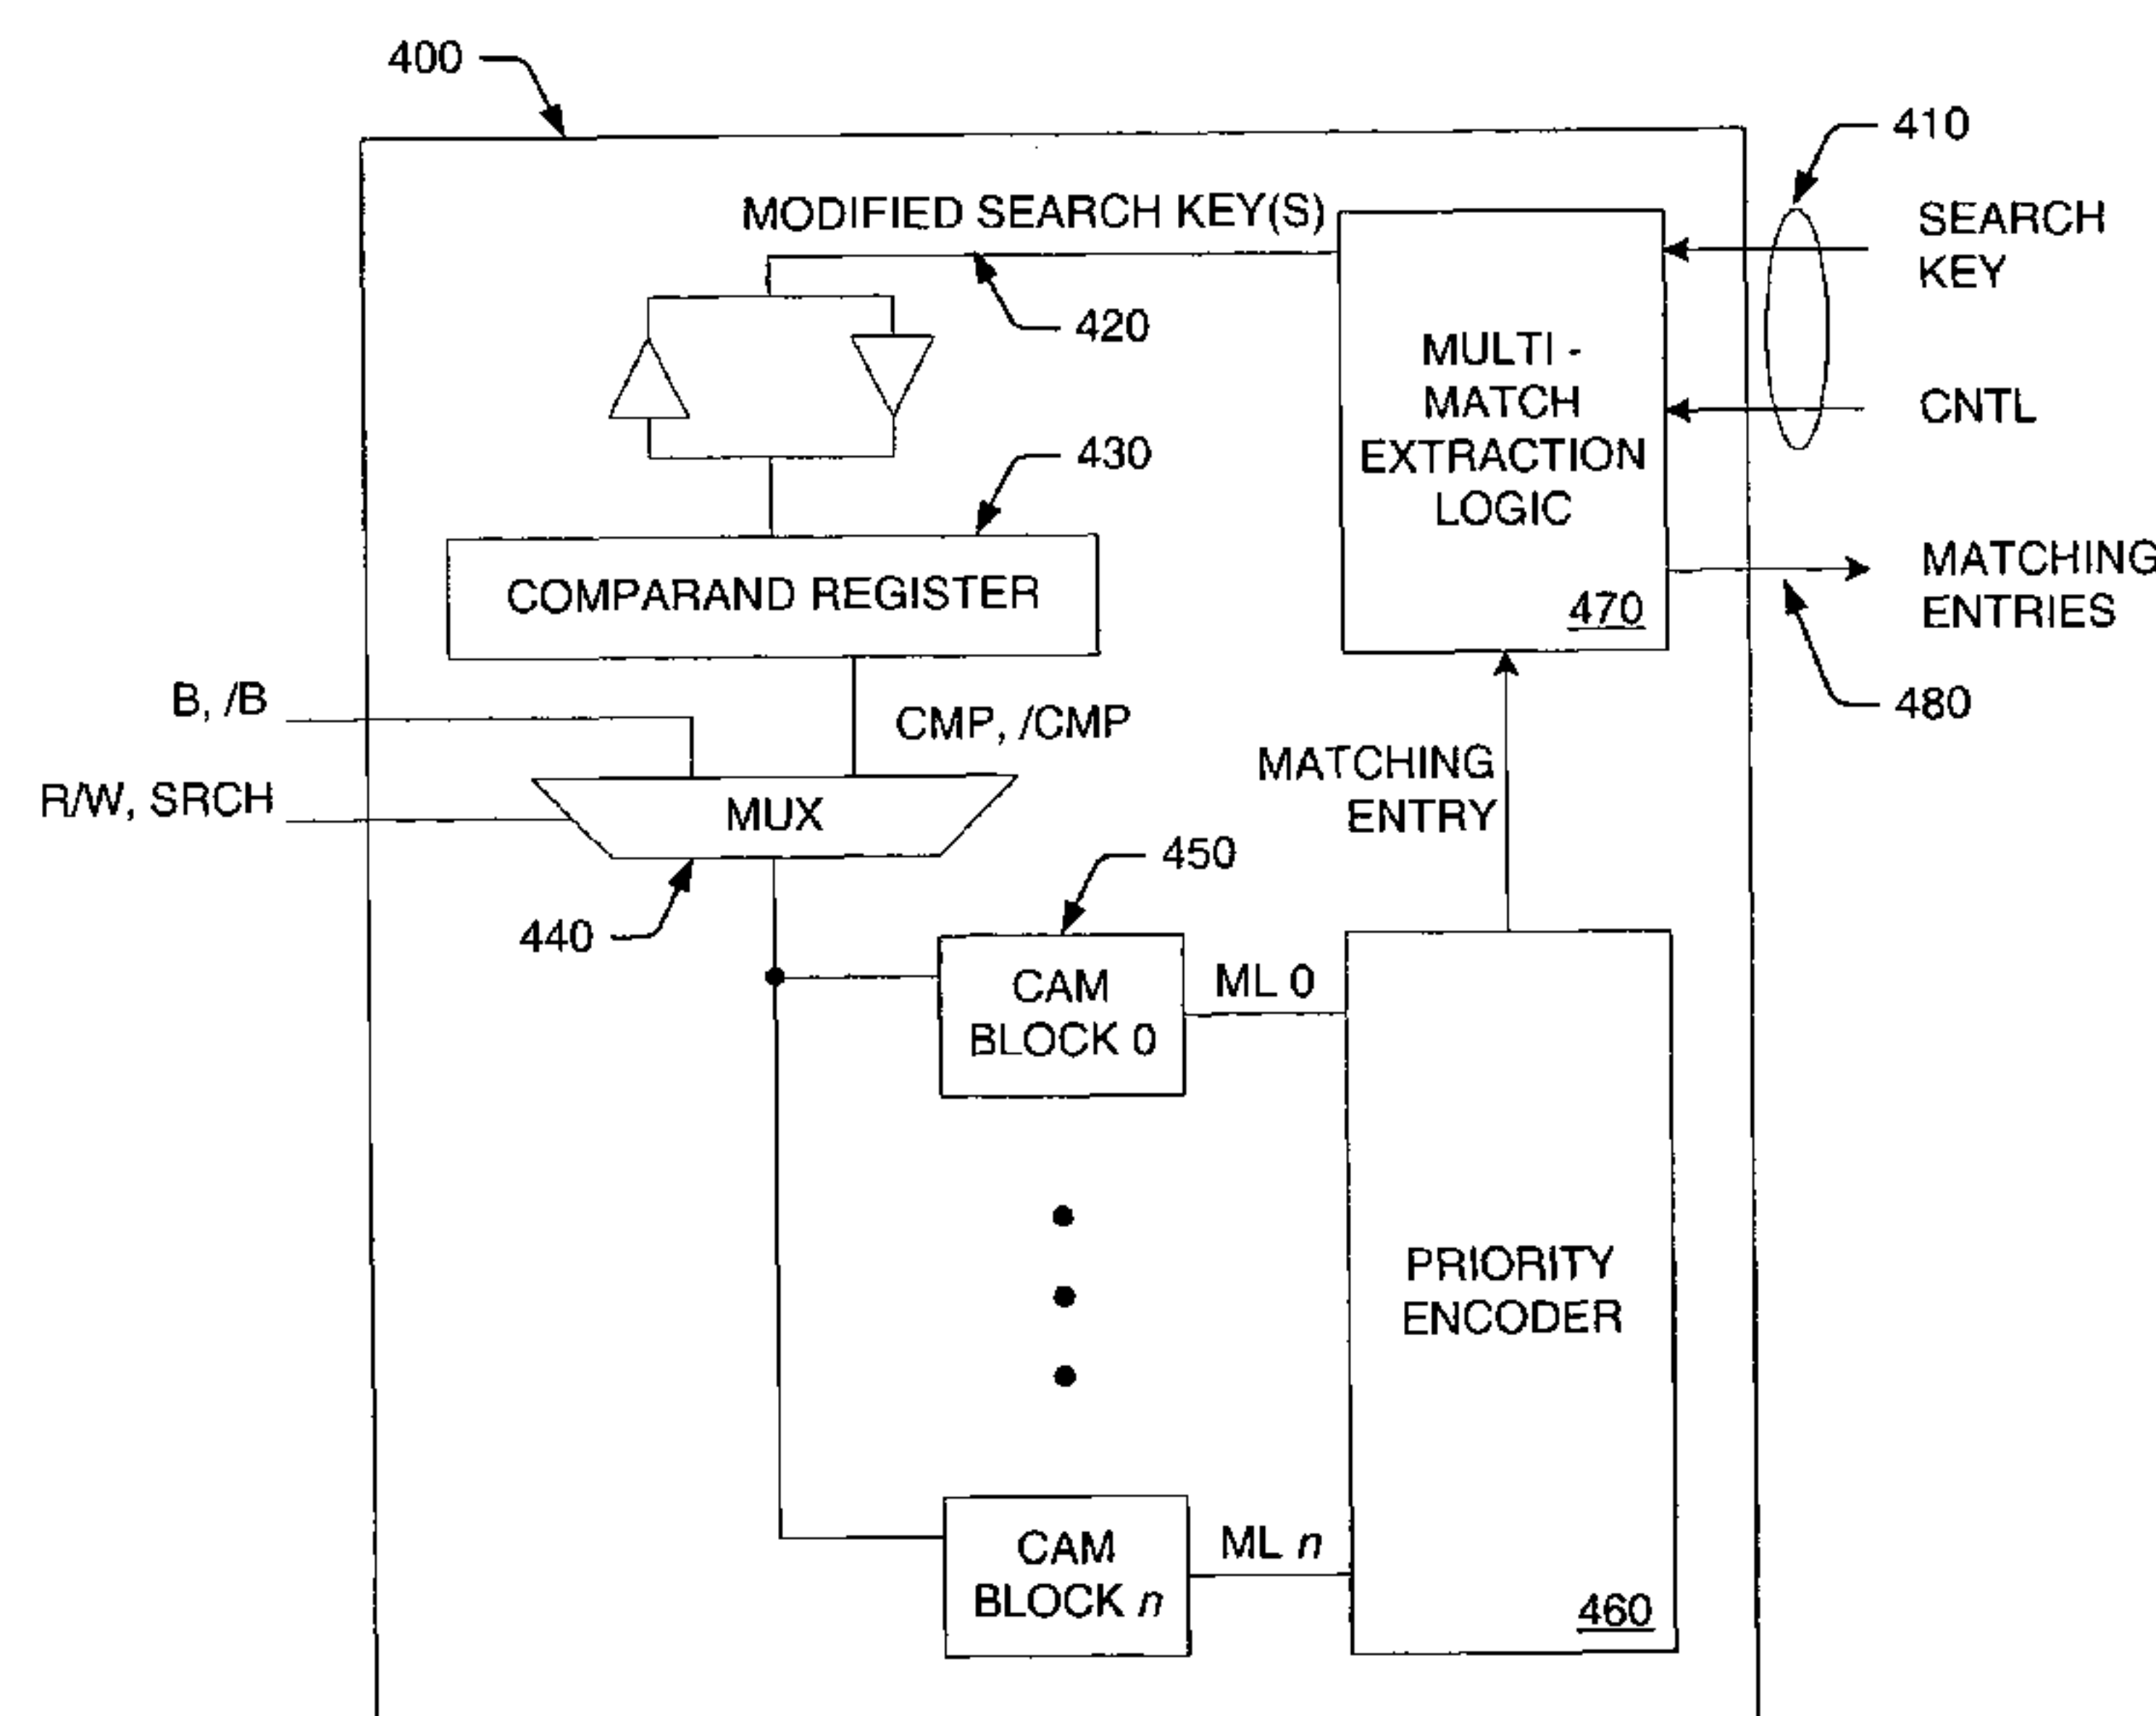 400
410
MODIFIED SEARCH KEY(S)
SEARCH
KEY
420
MULTI -
MATCH
EXTRACTION
LOGIC
470
CNTL
430
COMPARAND REGISTER
MATCHING
ENTRIES
480
B, /B
CMP, /CMP
R/W, SRCH
MUX
MATCHING
ENTRY
440
450
CAM
BLOCK 0
ML 0
PRIORITY
ENCODER
CAM
BLOCK n
ML n
460